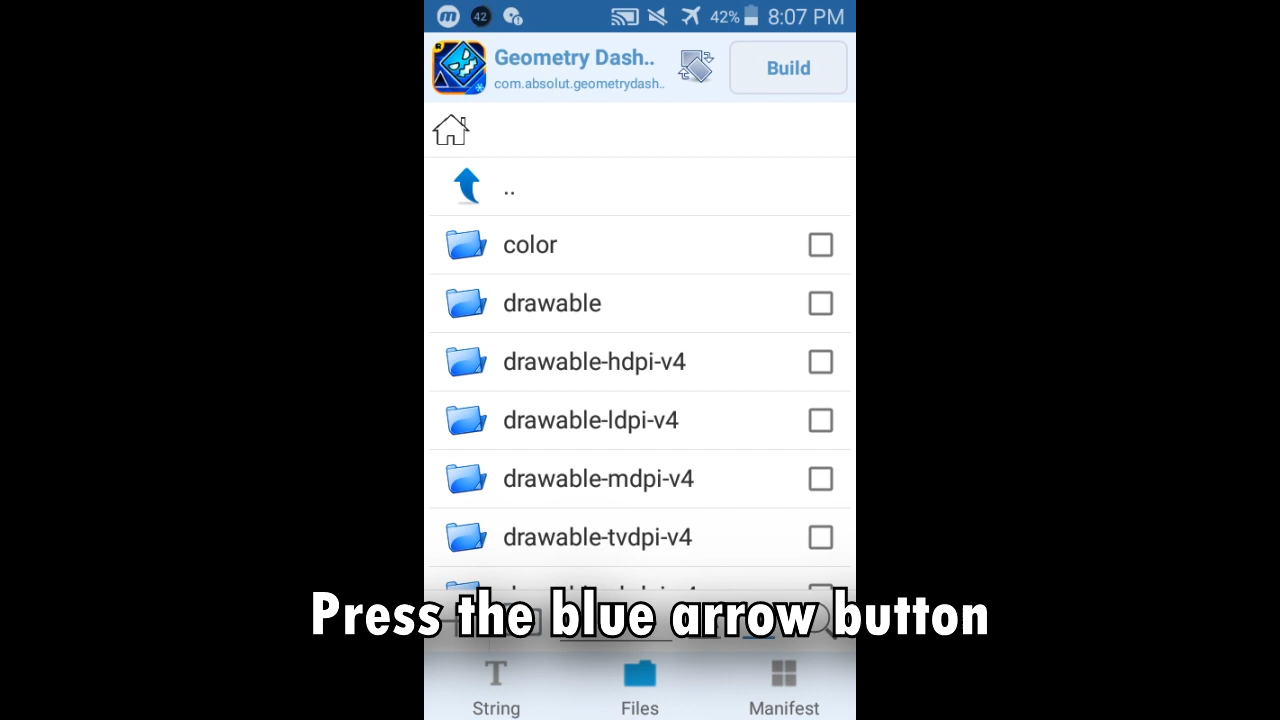 42
42%
8:07 PM
Geometry Dash..
com.absolut.geometrydash..
Build
..
color
drawable
drawable-hdpi-v4
drawable-ldpi-v4
drawable-mdpi-v4
drawable-tvdpi-v4
Press the blue arrow button
String
Files
Manifest